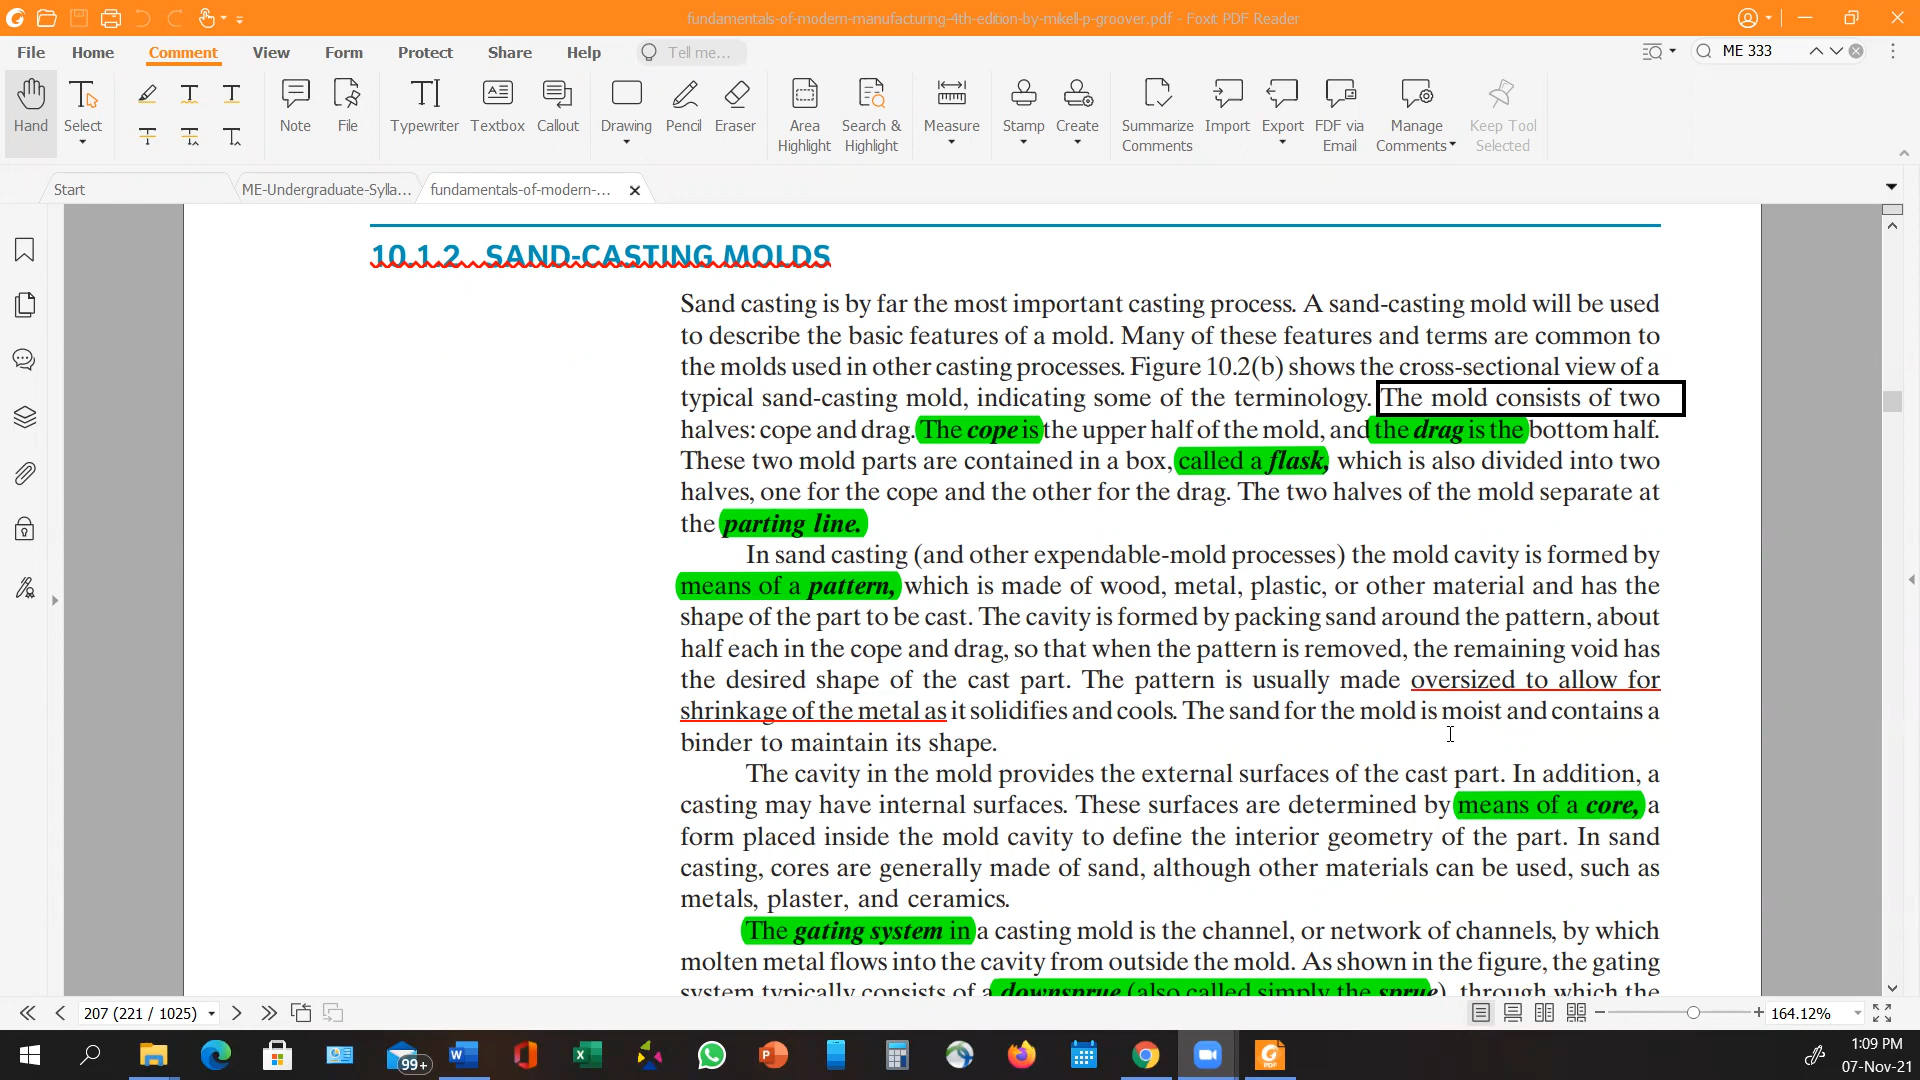 fundamentals-of-modern-manufacturing-4th-edition-by-mikell-p-groover.pdf - Foxit PDF Reader
File Home Comment View Form Protect Share Help Tell me... ME 333
Hand Select Note File Typewriter Textbox Callout Drawing Pencil Eraser Area Highlight Search & Highlight Measure Stamp Create Summarize Comments Import Export FDF via Email Manage Comments Keep Tool Selected
Start ME-Undergraduate-Sylla... fundamentals-of-modern-...
10.1.2 SAND-CASTING MOLDS
Sand casting is by far the most important casting process. A sand-casting mold will be used
to describe the basic features of a mold. Many of these features and terms are common to
the molds used in other casting processes. Figure 10.2(b) shows the cross-sectional view of a
typical sand-casting mold, indicating some of the terminology. The mold consists of two
halves: cope and drag. The cope is the upper half of the mold, and the drag is the bottom half.
These two mold parts are contained in a box, called a flask, which is also divided into two
halves, one for the cope and the other for the drag. The two halves of the mold separate at
the parting line.
In sand casting (and other expendable-mold processes) the mold cavity is formed by
means of a pattern, which is made of wood, metal, plastic, or other material and has the
shape of the part to be cast. The cavity is formed by packing sand around the pattern, about
half each in the cope and drag, so that when the pattern is removed, the remaining void has
the desired shape of the cast part. The pattern is usually made oversized to allow for
shrinkage of the metal as it solidifies and cools. The sand for the mold is moist and contains a
binder to maintain its shape.
The cavity in the mold provides the external surfaces of the cast part. In addition, a
casting may have internal surfaces. These surfaces are determined by means of a core, a
form placed inside the mold cavity to define the interior geometry of the part. In sand
casting, cores are generally made of sand, although other materials can be used, such as
metals, plaster, and ceramics.
The gating system in a casting mold is the channel, or network of channels, by which
molten metal flows into the cavity from outside the mold. As shown in the figure, the gating
system typically consists of a downsprue (also called simply the sprue), through which the
207 (221 / 1025) 164.12%
99+ 1:09 PM
07-Nov-21